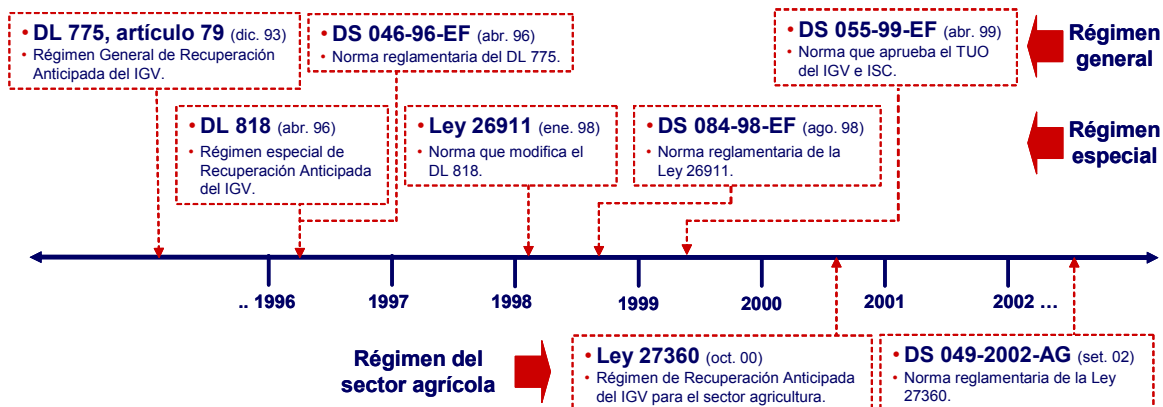 • DL 775, artículo 79 (dic. 93)
• Régimen General de Recuperación
Anticipada del IGV.
• DS 046-96-EF (abr. 96)
• Norma reglamentaria del DL 775.
• DS 055-99-EF (abr. 99)
• Norma que aprueba el TUO
del IGV e ISC.
Régimen
general
• DL 818 (abr. 96)
• Régimen especial de
Recuperación Anticipada
del IGV.
• Ley 26911 (ene. 98)
• Norma que modifica el
DL 818.
• DS 084-98-EF (ago. 98)
• Norma reglamentaria de la
Ley 26911.
Régimen
especial
.. 1996
1997
1998
1999
2000
2001
2002 ...
Régimen del
sector agrícola
• Ley 27360 (oct. 00)
• Régimen de Recuperación Anticipada
del IGV para el sector agricultura.
• DS 049-2002-AG (set. 02)
• Norma reglamentaria de la Ley
27360.